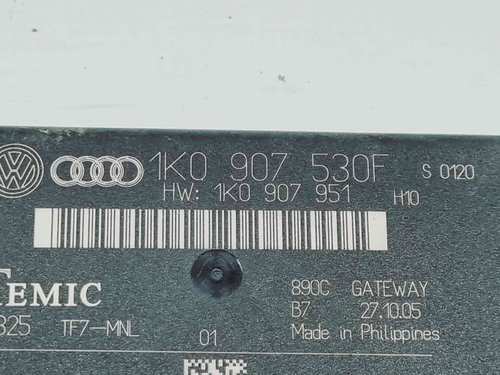 1K0 907 530F S 0120
HW: 1K0 907 951 H10
TEMIC
890C GATEWAY
325 TF7-MNL
B7 27.10.05
01
Made in Philippines